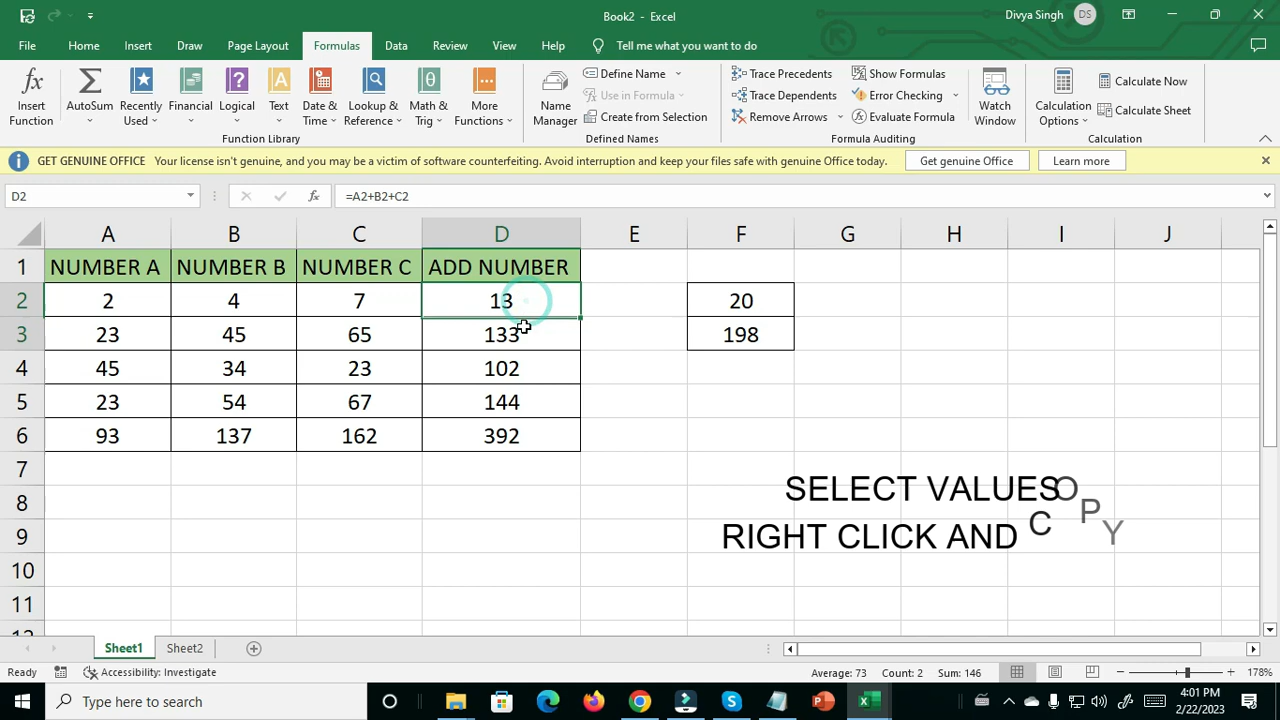 Book2 - Excel
Divya Singh
DS
File Home Insert Draw Page Layout Formulas Data Review View Help Tell me what you want to do
Insert Function
AutoSum
Recently Used
Financial
Logical
Text
Date & Time
Lookup & Reference
Math & Trig
More Functions
Function Library
Name Manager
Define Name
Use in Formula
Create from Selection
Defined Names
Trace Precedents
Trace Dependents
Remove Arrows
Show Formulas
Error Checking
Evaluate Formula
Formula Auditing
Watch Window
Calculation Options
Calculate Now
Calculate Sheet
Calculation
GET GENUINE OFFICE Your license isn't genuine, and you may be a victim of software counterfeiting. Avoid interruption and keep your files safe with genuine Office today. Get genuine Office Learn more
D2 fx =A2+B2+C2
A B C D E F G H I J
1 NUMBER A NUMBER B NUMBER C ADD NUMBER
2 2 4 7 13 20
3 23 45 65 133 198
4 45 34 23 102
5 23 54 67 144
6 93 137 162 392
7
8
9
10
11
12
SELECT VALUES
RIGHT CLICK AND COPY
Sheet1 Sheet2
Ready Accessibility: Investigate Average: 73 Count: 2 Sum: 146 178%
Type here to search
4:01 PM
2/22/2023